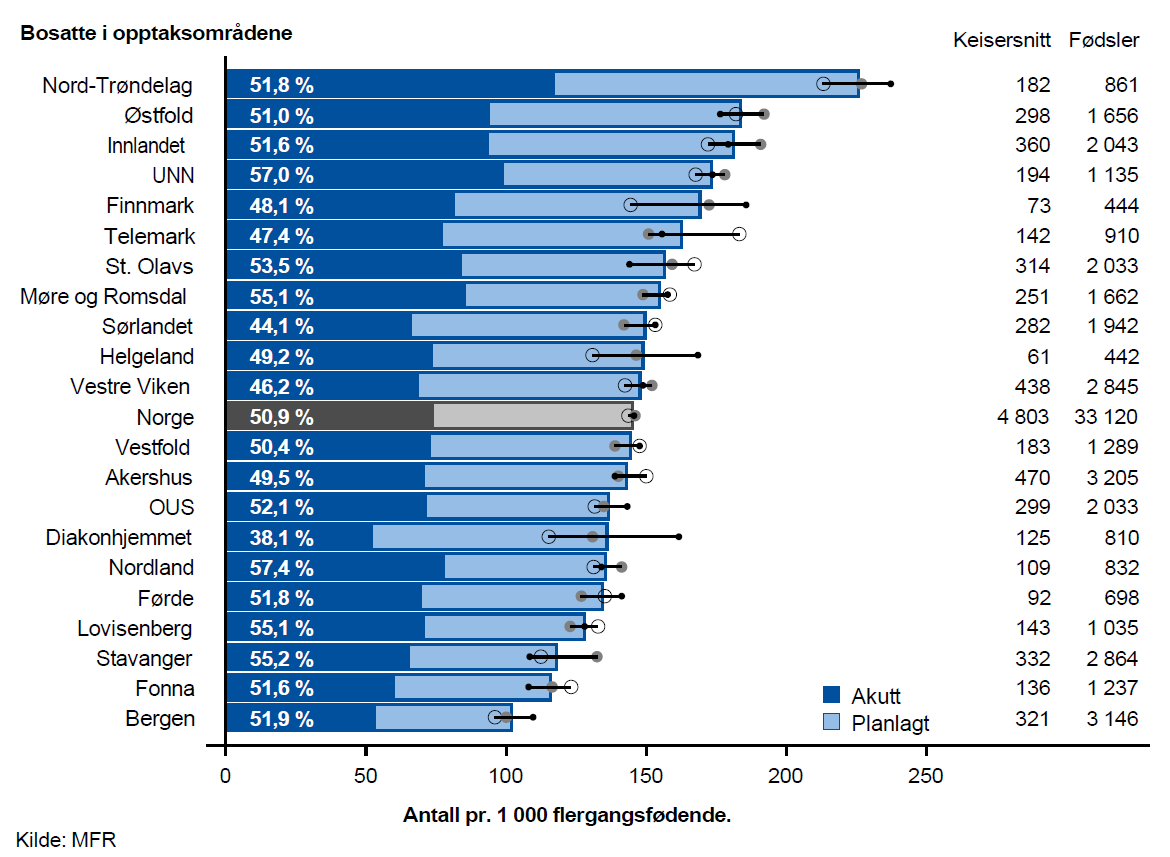 Bosatte i opptaksområdene
Keisersnitt Fødsler
Nord-Trøndelag 51,8 % 182 861
Østfold 51,0 % 298 1 656
Innlandet 51,6 % 360 2 043
UNN 57,0 % 194 1 135
Finnmark 48,1 % 73 444
Telemark 47,4 % 142 910
St. Olavs 53,5 % 314 2 033
Møre og Romsdal 55,1 % 251 1 662
Sørlandet 44,1 % 282 1 942
Helgeland 49,2 % 61 442
Vestre Viken 46,2 % 438 2 845
Norge 50,9 % 4 803 33 120
Vestfold 50,4 % 183 1 289
Akershus 49,5 % 470 3 205
OUS 52,1 % 299 2 033
Diakonhjemmet 38,1 % 125 810
Nordland 57,4 % 109 832
Førde 51,8 % 92 698
Lovisenberg 55,1 % 143 1 035
Stavanger 55,2 % 332 2 864
Fonna 51,6 % 136 1 237
Bergen 51,9 % 321 3 146
Akutt
Planlagt
0 50 100 150 200 250
Antall pr. 1 000 flergangsfødende.
Kilde: MFR